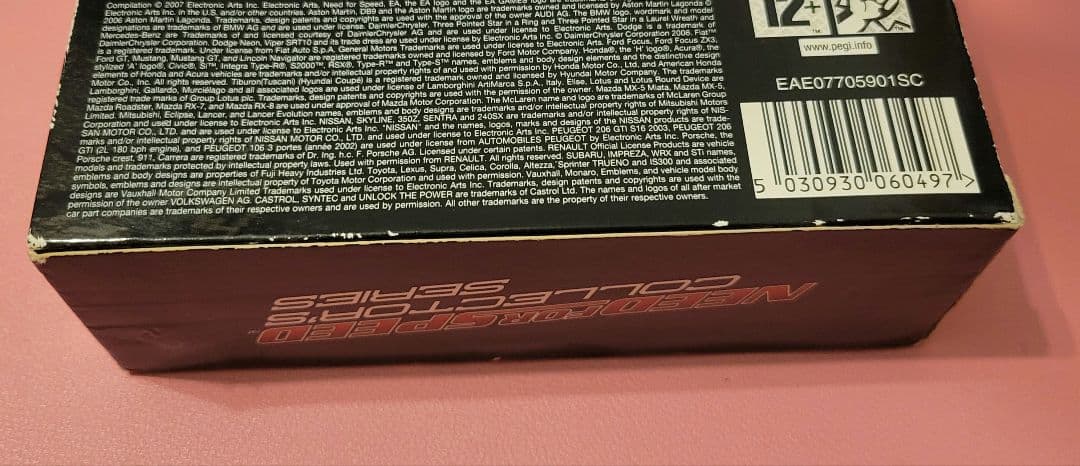 Compilation © 2007 Electronic Arts Inc. Electronic Arts, Need for Speed, EA, the EA logo and the EA GAMES logo are
Electronic Arts Inc. in the U.S. and/or other countries. Aston Martin, DB9 and the Aston Martin logo are trademarks owned and licensed by Aston Martin Lagonda ©
2006 Aston Martin Lagonda. Trademarks, design patents and copyrights are used with the approval of the owner AUDI AG. The BMW logo, wordmark and model
designations are trademarks of BMW AG and are used under license. DaimlerChrysler, Three Pointed Star in a Ring and Three Pointed Star in a Laurel Wreath and
Mercedes-Benz are Trademarks of and licensed courtesy of DaimlerChrysler AG and are used under license to Electronic Arts. Dodge is a trademark of
DaimlerChrysler Corporation. Dodge Neon, Viper SRT10 and its trade dress are used under license by Electronic Arts Inc. © DaimlerChrysler Corporation 2006. Fiat™
is a registered trademark. Under license from Fiat Auto S.p.A. General Motors Trademarks are used under license to Electronic Arts. Ford Focus, Ford Focus ZX3,
Ford GT, Mustang, Mustang GT, and Lincoln Navigator are registered trademarks owned and licensed by Ford Motor Company. Honda®, the 'H' logo®, Acura®, the
stylized 'A' logo®, Civic®, Si™, Integra Type-R®, S2000™, RSX®, Type-R™ and Type-S™ names, emblems and body design elements and the distinctive design
elements of Honda and Acura vehicles are trademarks and/or intellectual property rights of and used with permission by Honda Motor Co., Ltd, and American Honda
Motor Co., Inc. All rights reserved. Tiburon/Tuscani (Hyundai Coupe) is a registered trademark owned and licensed by Hyundai Motor Company. The trademarks
Lamborghini, Gallardo, Murciélago and all associated logos are used under license of Lamborghini ArtiMarca S.p.A., Italy. Elise, Lotus and Lotus Round Device are
registered trade marks of Group Lotus plc. Trademarks, design patents and copyrights are used with the permission of the owner. Mazda MX-5 Miata, Mazda MX-5,
Mazda Roadster, Mazda RX-7, and Mazda RX-8 are used under approval of Mazda Motor Corporation. The McLaren name and logo are trademarks of McLaren Group
Limited. Mitsubishi, Eclipse, Lancer, and Lancer Evolution names, emblems and body designs are trademarks and/or intellectual property rights of Mitsubishi Motors
Corporation and used under license to Electronic Arts Inc. NISSAN, SKYLINE, 350Z, SENTRA and 240SX are trademarks and/or intellectual property rights of NIS-
SAN MOTOR CO., LTD. and are used under license to Electronic Arts Inc. "NISSAN" and the names, logos, marks and designs of the NISSAN products are trade-
marks and/or intellectual property rights of NISSAN MOTOR CO., LTD. and used under license to Electronic Arts Inc. PEUGEOT 206 GTI S16 2003, PEUGEOT 206
GTI (2L 180 bph engine), and PEUGEOT 106 3 portes (année 2002) are used under license from AUTOMOBILES PEUGEOT by Electronic Arts Inc. Porsche, the
Porsche crest, 911, Carrera are registered trademarks of Dr. Ing. h.c. F. Porsche AG. Licensed under certain patents. RENAULT Official License Products are vehicle
models and trademarks protected by intellectual property laws. Used with permission from RENAULT. All rights reserved. SUBARU, IMPREZA, WRX and STi names,
emblems and body designs are properties of Fuji Heavy Industries Ltd. Toyota, Lexus, Supra, Celica, Corolla, Altezza, Sprinter TRUENO and IS300 and associated
symbols, emblems and designs are intellectual property of Toyota Motor Corporation and used with permission. Vauxhall, Monaro, Emblems, and vehicle model body
designs are Vauxhall Motor Company Limited Trademarks used under license to Electronic Arts Inc. Trademarks, design patents and copyrights are used with the
permission of the owner VOLKSWAGEN AG. CASTROL, SYNTEC and UNLOCK THE POWER are trademarks of Castrol Ltd. The names and logos of all after market
car part companies are trademarks of their respective owners and are used by permission. All other trademarks are the property of their respective owners.
12+
™
www.pegi.info
EAE07705901SC
5 030930 060497 >
NEED FOR SPEED™
COLLECTOR'S
SERIES